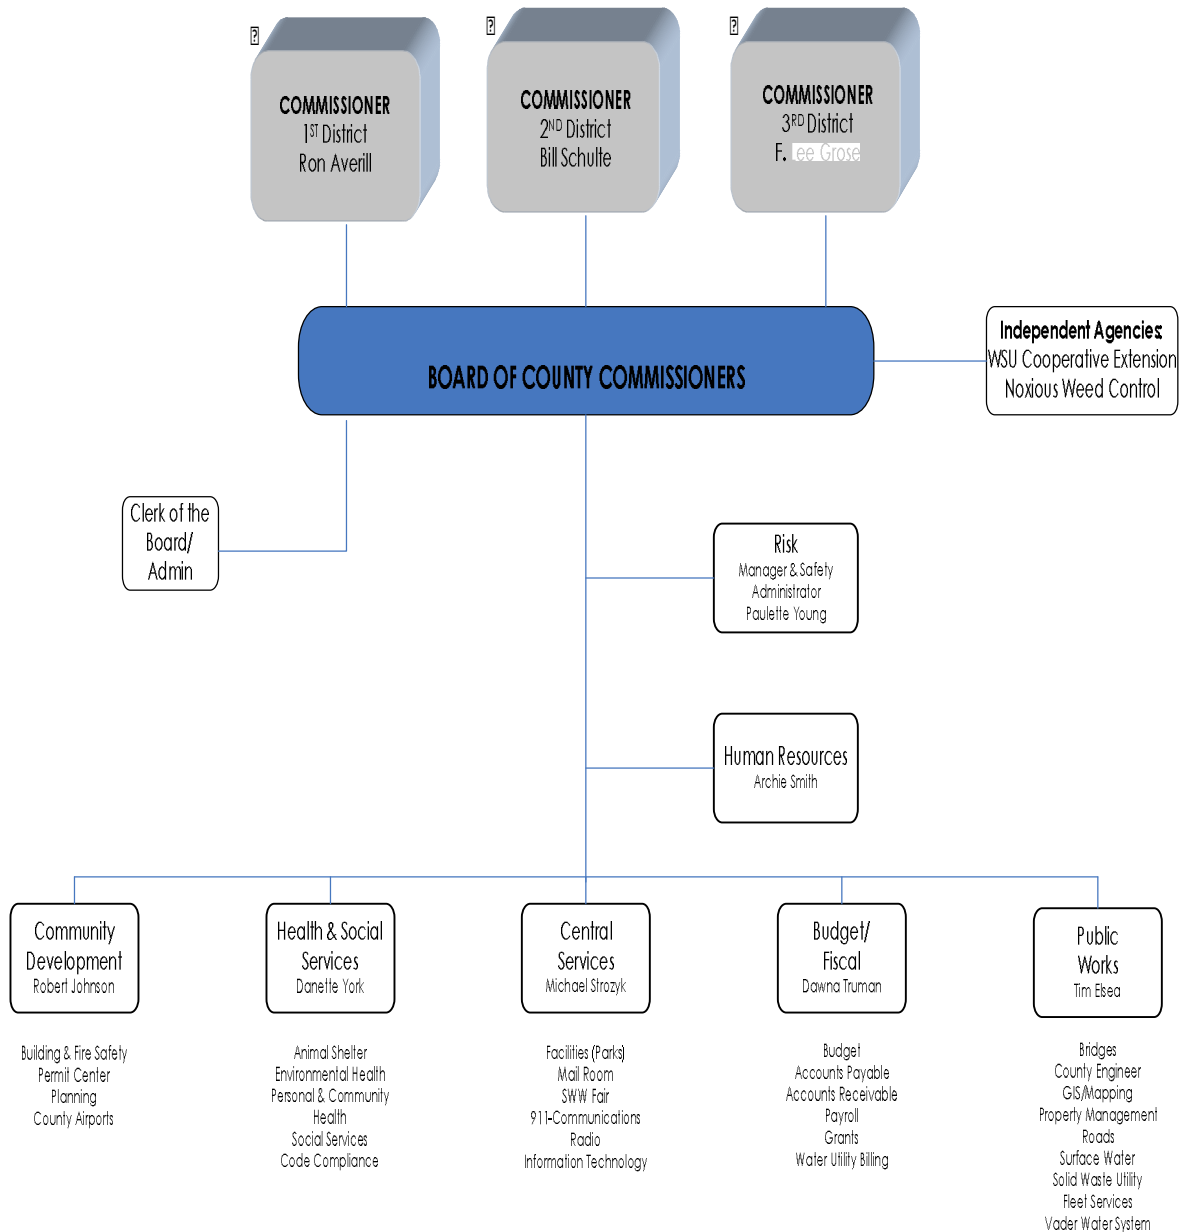 COMMISSIONER
1ST District
Ron Averill
COMMISSIONER
2ND District
Bill Schulte
COMMISSIONER
3RD District
F. Lee Grose
BOARD OF COUNTY COMMISSIONERS
Independent Agencies:
WSU Cooperative Extension
Noxious Weed Control
Clerk of the
Board/
Admin
Risk
Manager & Safety
Administrator
Paulette Young
Human Resources
Archie Smith
Community
Development
Robert Johnson
Building & Fire Safety
Permit Center
Planning
County Airports
Health & Social
Services
Danette York
Animal Shelter
Environmental Health
Personal & Community
Health
Social Services
Code Compliance
Central
Services
Michael Strozyk
Facilities (Parks)
Mail Room
SWW Fair
911-Communications
Radio
Information Technology
Budget/
Fiscal
Dawna Truman
Budget
Accounts Payable
Accounts Receivable
Payroll
Grants
Water Utility Billing
Public
Works
Tim Elsea
Bridges
County Engineer
GIS/Mapping
Property Management
Roads
Surface Water
Solid Waste Utility
Fleet Services
Vader Water System